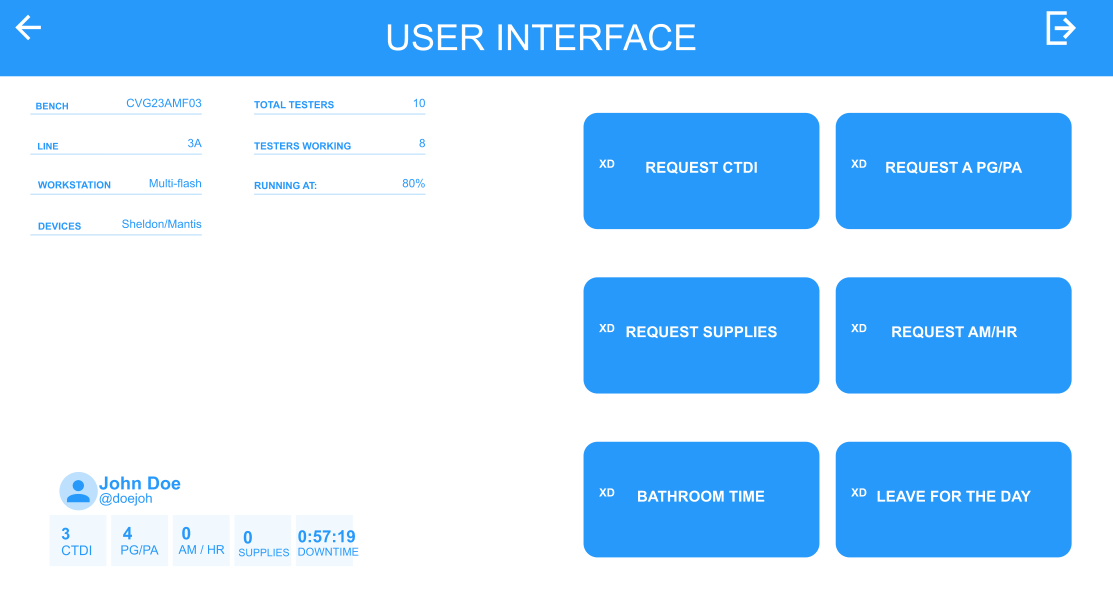 USER INTERFACE
BENCH CVG23AMF03
LINE 3A
WORKSTATION Multi-flash
DEVICES Sheldon/Mantis
TOTAL TESTERS 10
TESTERS WORKING 8
RUNNING AT: 80%
XD REQUEST CTDI
XD REQUEST A PG/PA
XD REQUEST SUPPLIES
XD REQUEST AM/HR
XD BATHROOM TIME
XD LEAVE FOR THE DAY
John Doe
@doejoh
3 CTDI
4 PG/PA
0 AM / HR
0 SUPPLIES
0:57:19 DOWNTIME